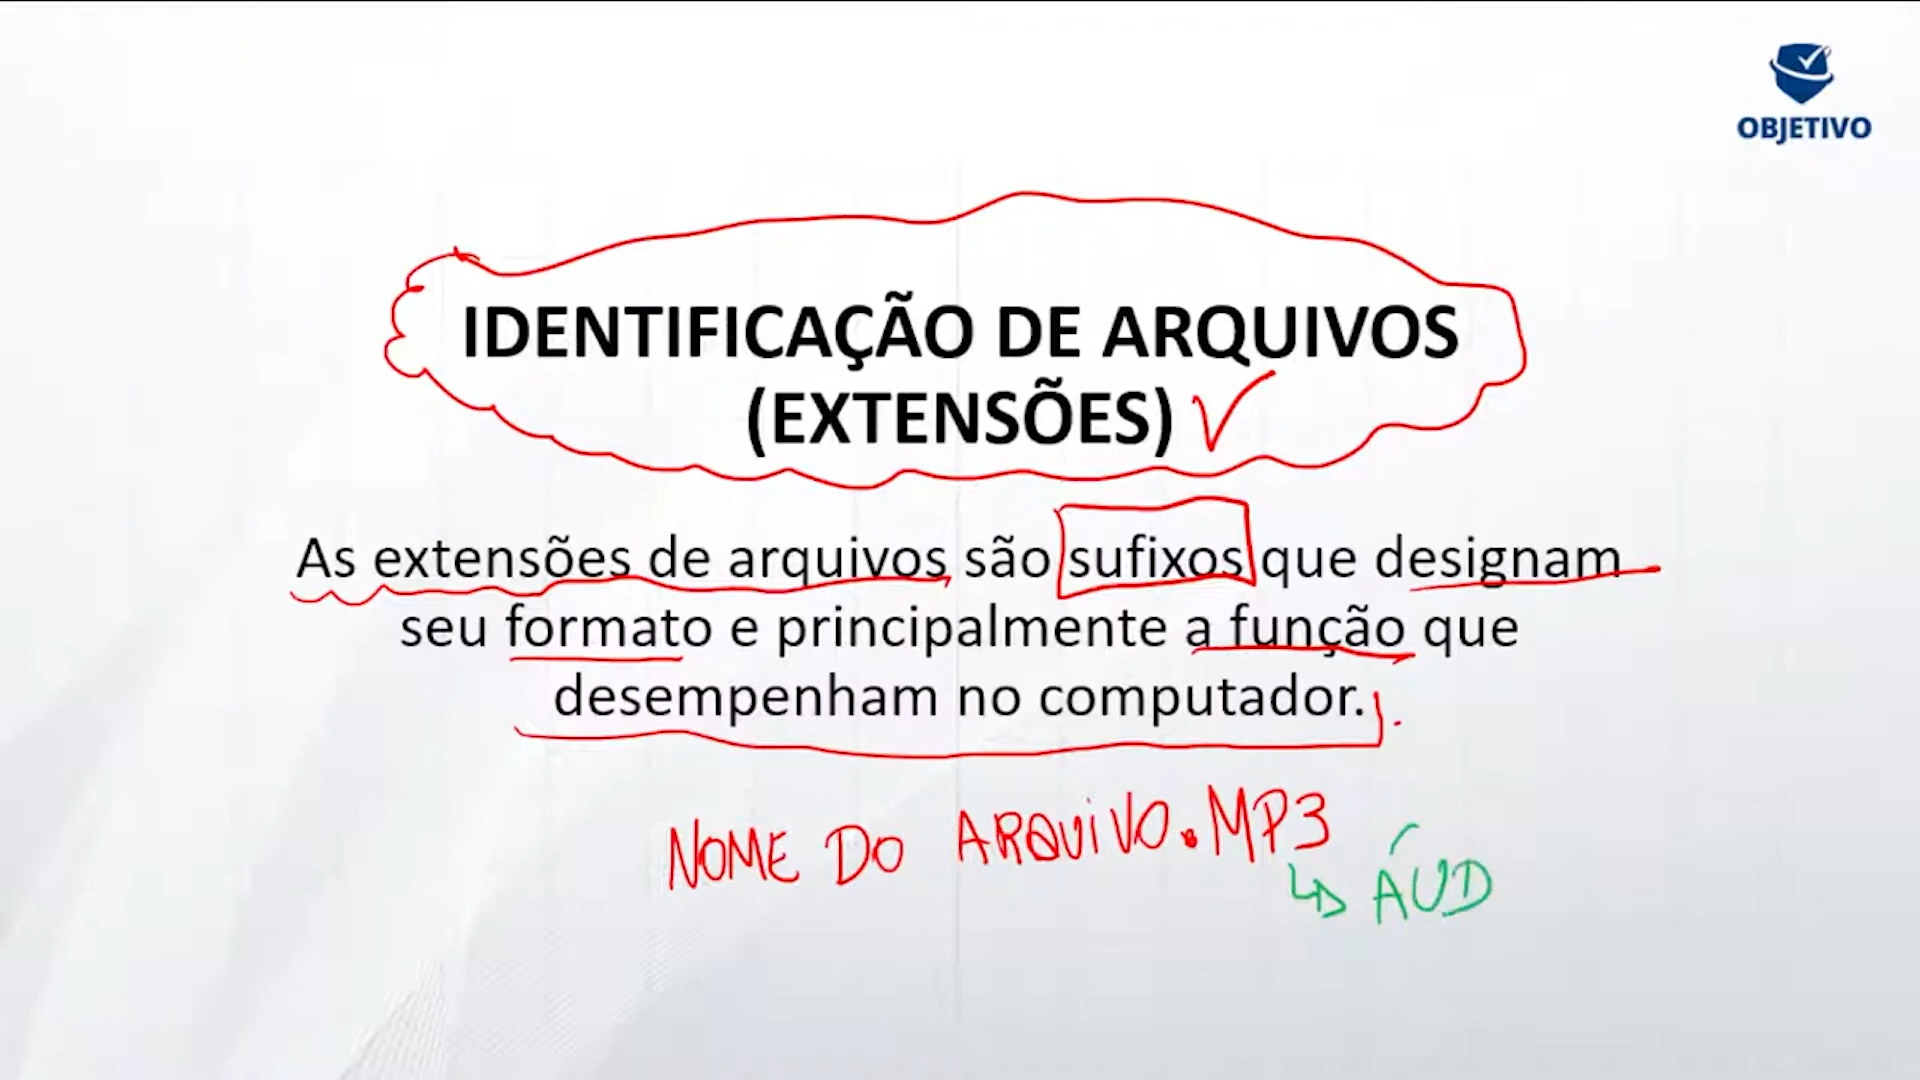 OBJETIVO
IDENTIFICAÇÃO DE ARQUIVOS
(EXTENSÕES)
As extensões de arquivos são sufixos que designam
seu formato e principalmente a função que
desempenham no computador.
NOME DO ARQUIVO.MP3
ÁUD